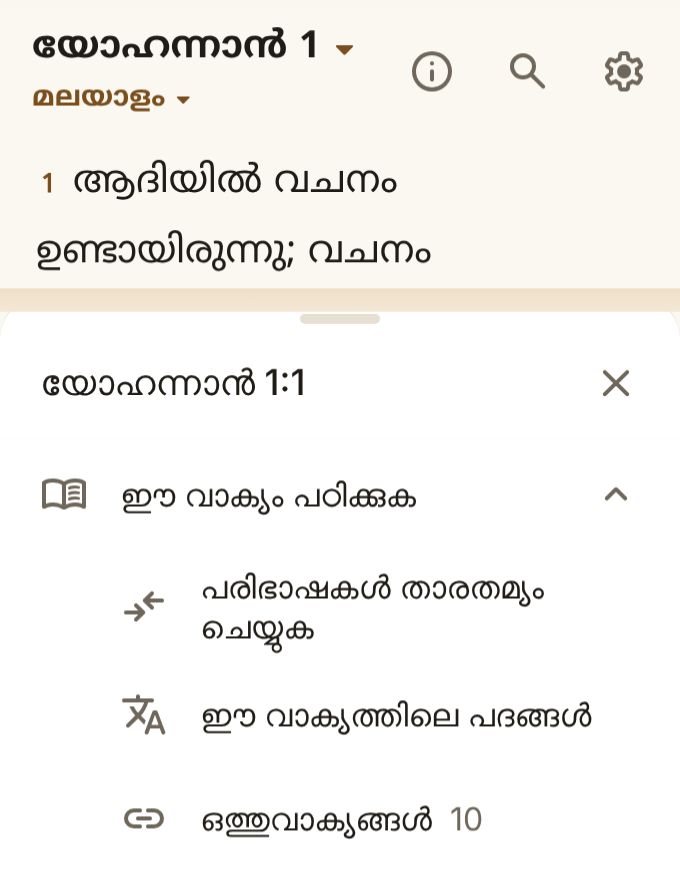 യോഹന്നാൻ 1
മലയാളം
1 ആദിയിൽ വചനം
ഉണ്ടായിരുന്നു; വചനം
യോഹന്നാൻ 1:1
ഈ വാക്യം പഠിക്കുക
പരിഭാഷകൾ താരതമ്യം
ചെയ്യുക
ഈ വാക്യത്തിലെ പദങ്ങൾ
ഒത്തുവാക്യങ്ങൾ 10